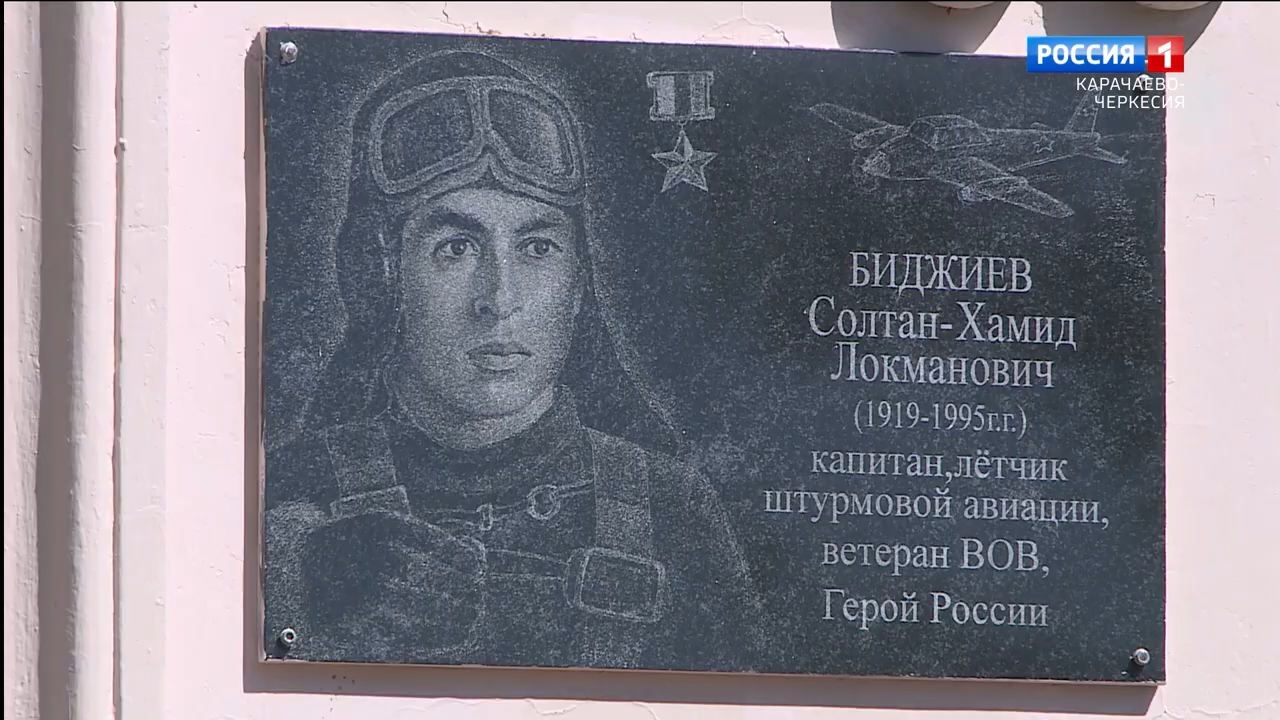 РОССИЯ 1
КАРАЧАЕВО-
ЧЕРКЕСИЯ
БИДЖИЕВ
Солтан-Хамид
Локманович
(1919-1995г.г.)
капитан,лётчик
штурмовой авиации,
ветеран ВОВ,
Герой России